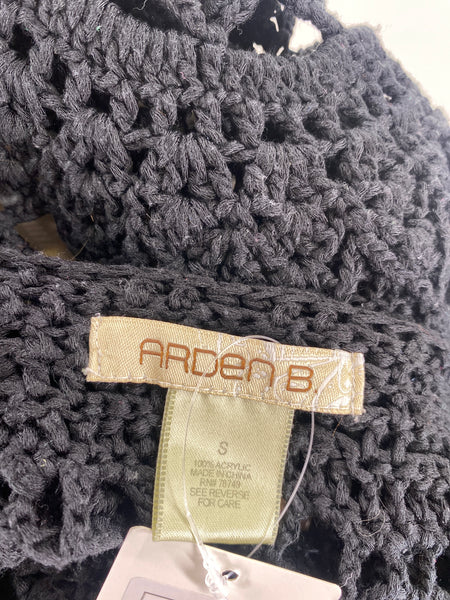 ARDEN B.
S
100% ACRYLIC
MADE IN CHINA
RN# 78749
SEE REVERSE
FOR CARE